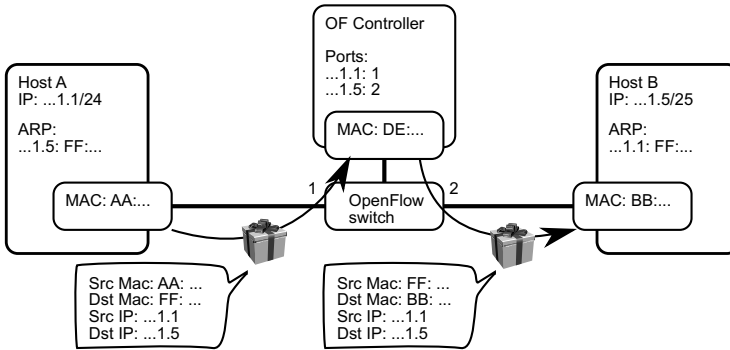 OF Controller
Ports:
...1.1: 1
...1.5: 2
MAC: DE:...
Host A
IP: ...1.1/24
ARP:
...1.5: FF:...
MAC: AA:...
Host B
IP: ...1.5/25
ARP:
...1.1: FF:...
MAC: BB:...
1
2
OpenFlow
switch
Src Mac: AA: ...
Dst Mac: FF: ...
Src IP: ...1.1
Dst IP: ...1.5
Src Mac: FF: ...
Dst Mac: BB: ...
Src IP: ...1.1
Dst IP: ...1.5